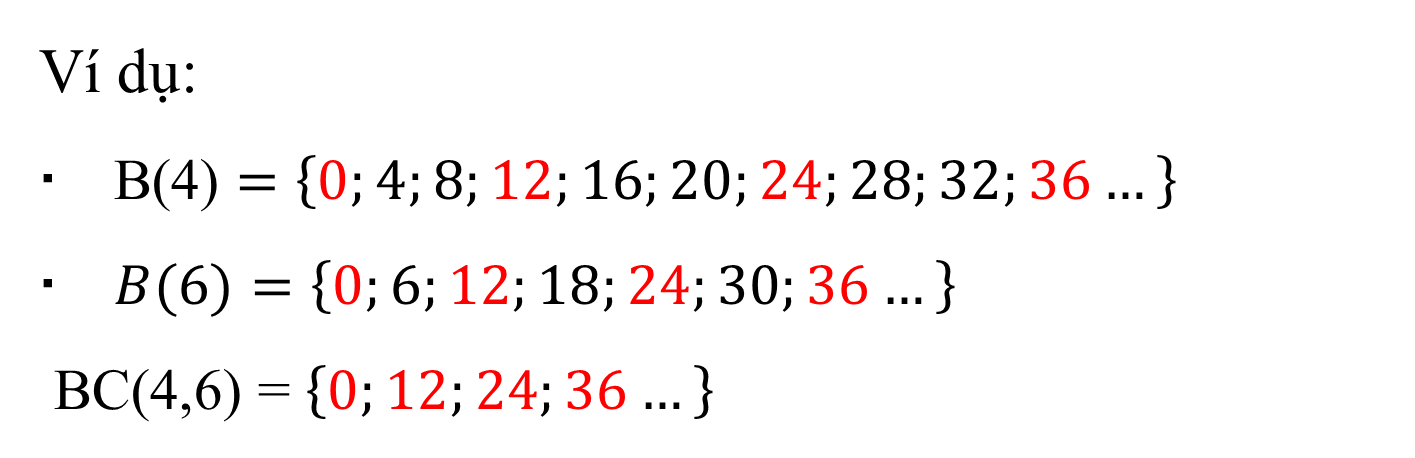 Ví dụ:
▪ B(4) = {0; 4; 8; 12; 16; 20; 24; 28; 32; 36 ... }
▪ B(6) = {0; 6; 12; 18; 24; 30; 36 ... }
BC(4,6) = {0; 12; 24; 36 ... }